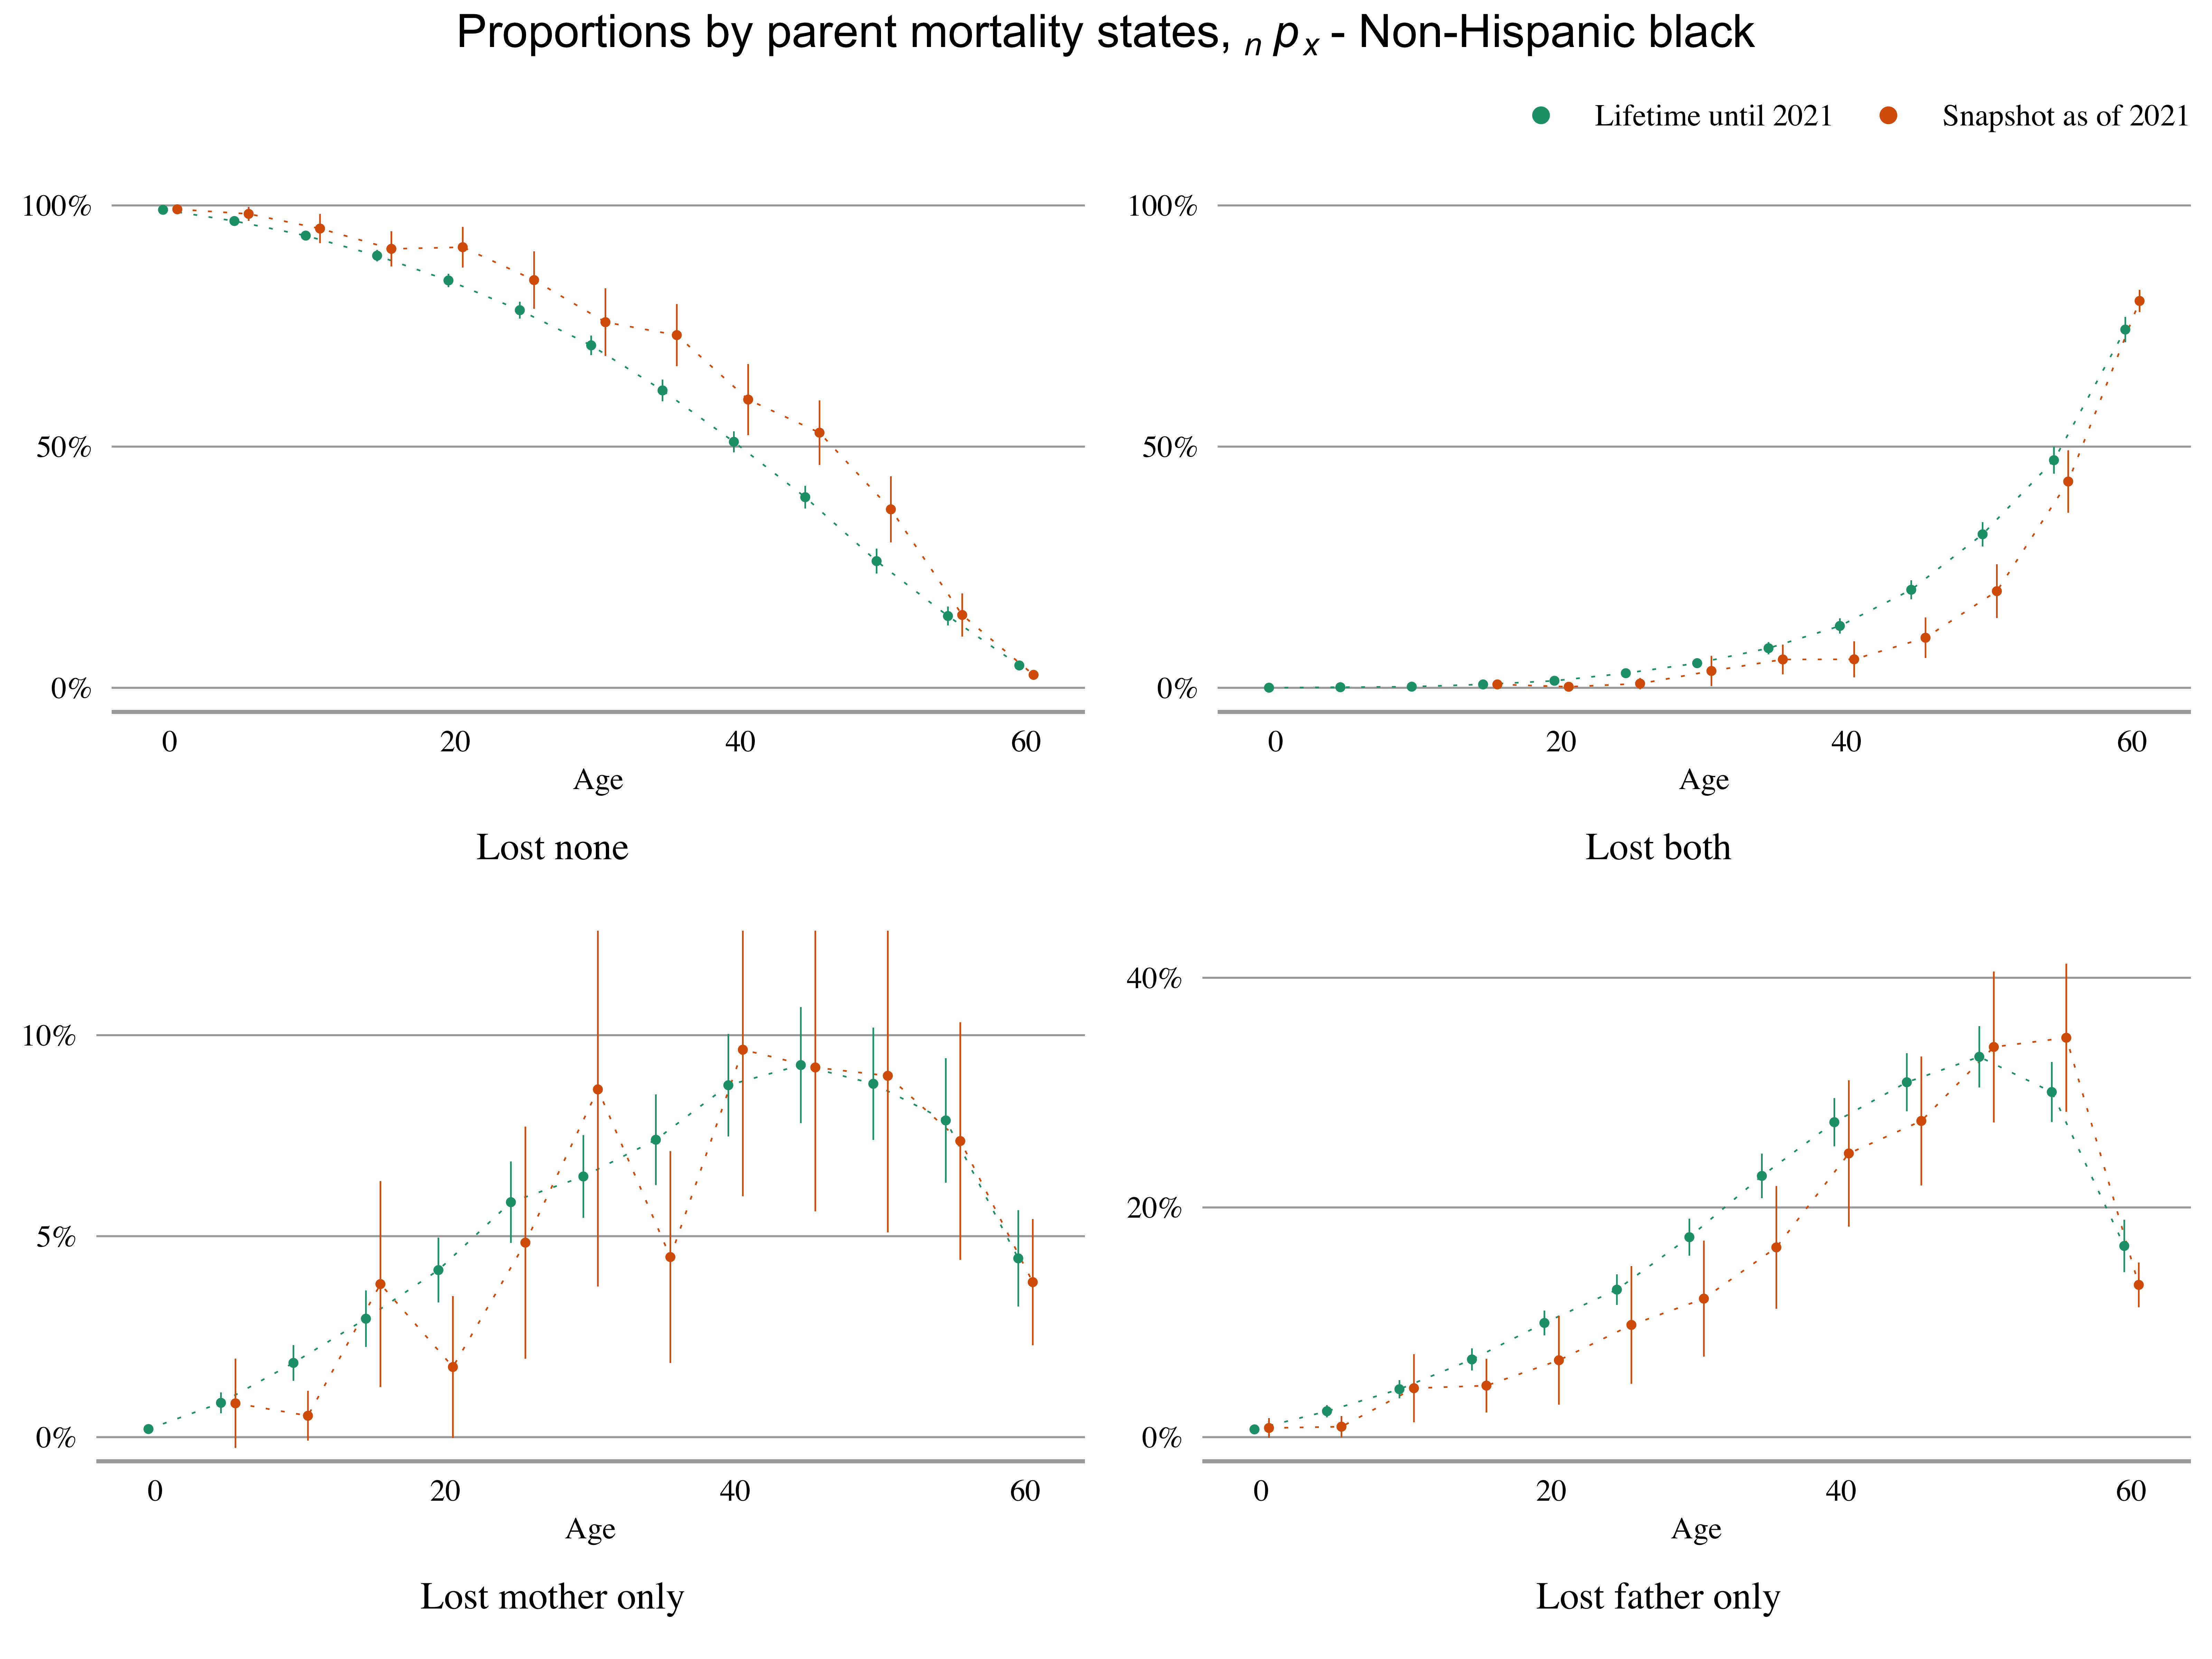 Proportions by parent mortality states, n p x - Non-Hispanic black
Lifetime until 2021 Snapshot as of 2021
100%
50%
0%
0 20 40 60
Age
Lost none
100%
50%
0%
0 20 40 60
Age
Lost both
10%
5%
0%
0 20 40 60
Age
Lost mother only
40%
20%
0%
0 20 40 60
Age
Lost father only